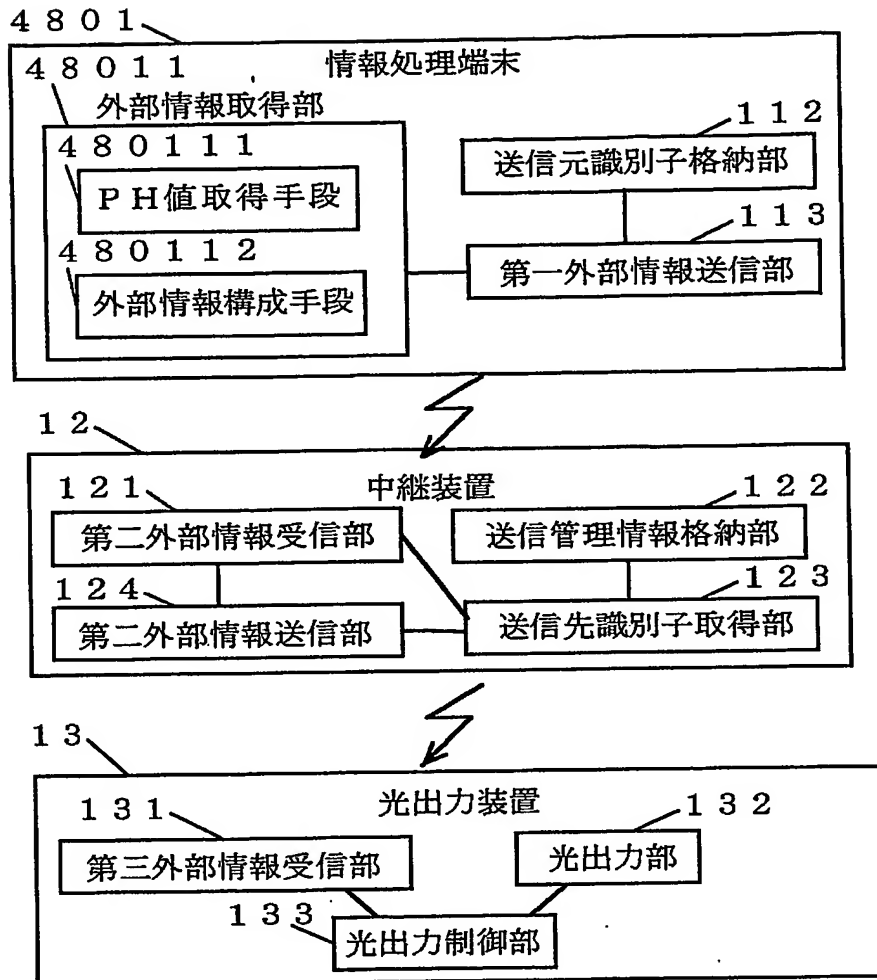 ４８０１
情報処理端末
４８０１１
外部情報取得部
４８０１１１
ＰＨ値取得手段
４８０１１２
外部情報構成手段
１１２
送信元識別子格納部
１１３
第一外部情報送信部
１２
中継装置
１２１
第二外部情報受信部
１２２
送信管理情報格納部
１２４
第二外部情報送信部
１２３
送信先識別子取得部
１３
光出力装置
１３１
第三外部情報受信部
１３２
光出力部
１３３
光出力制御部